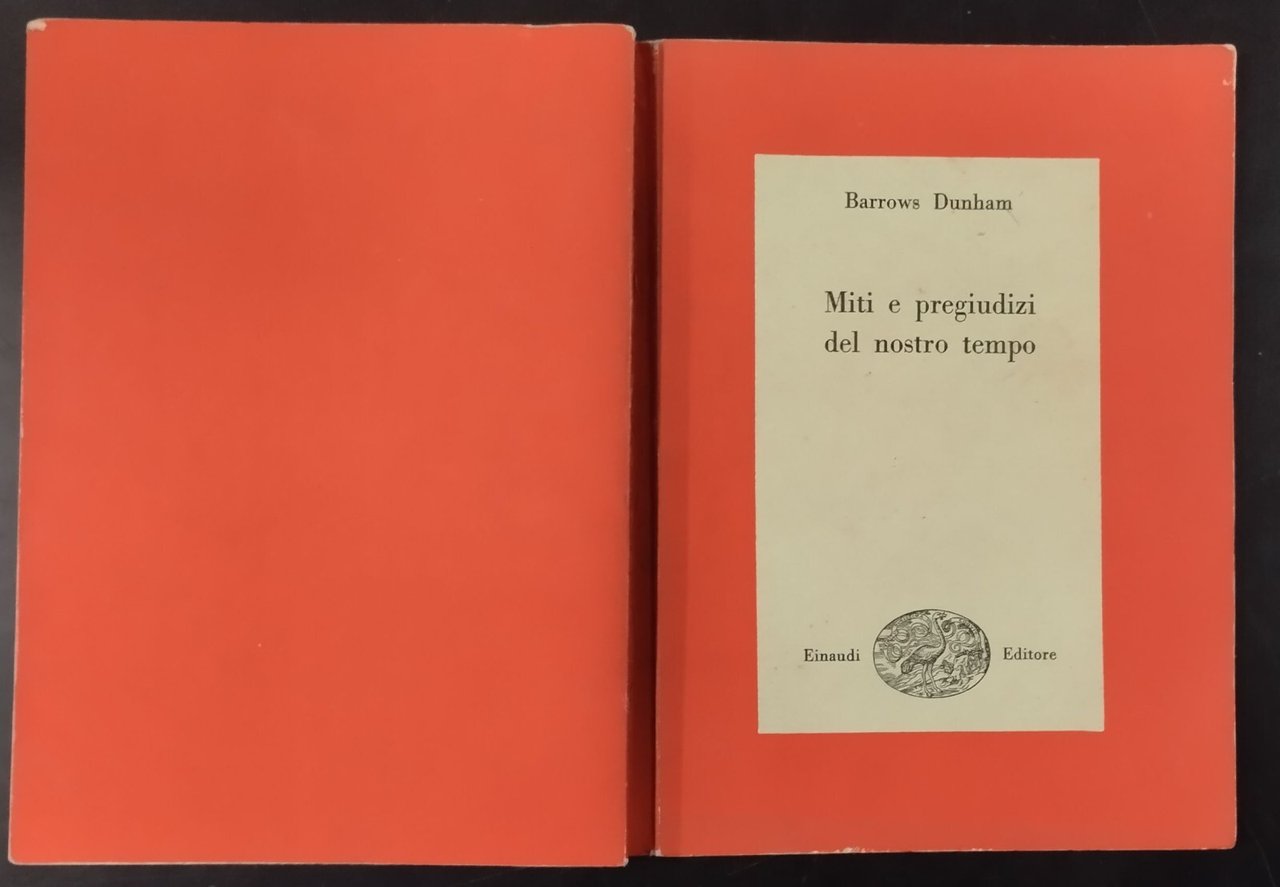 Barrows Dunham
Miti e pregiudizi
del nostro tempo
Einaudi Editore